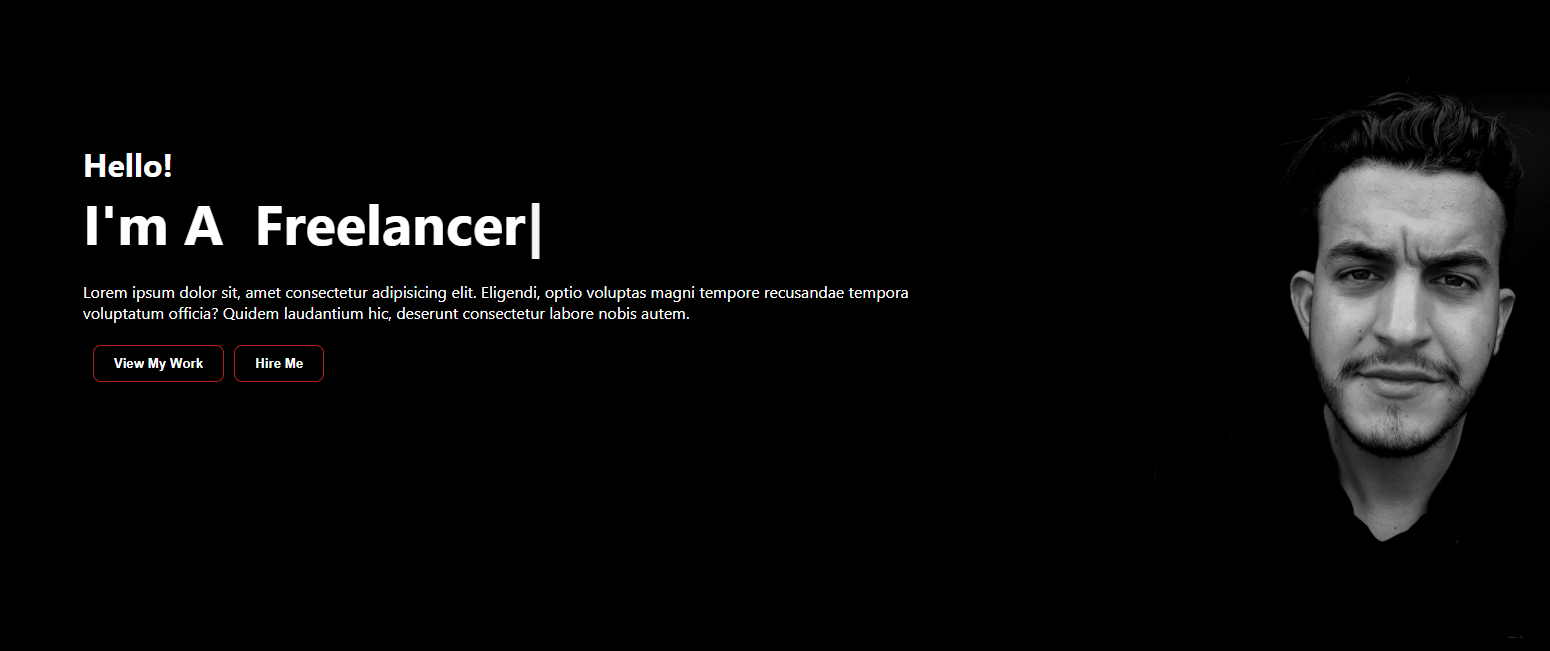 Hello!
I'm A Freelancer|
Lorem ipsum dolor sit, amet consectetur adipisicing elit. Eligendi, optio voluptas magni tempore recusandae tempora
voluptatum officia? Quidem laudantium hic, deserunt consectetur labore nobis autem.
View My Work
Hire Me